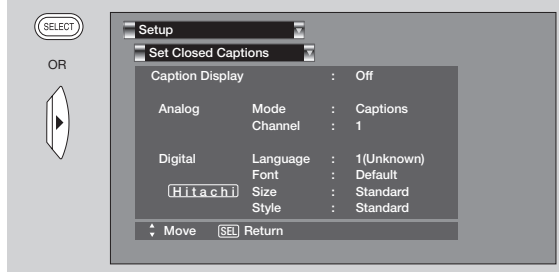 SELECT
OR
Setup
Set Closed Captions
Caption Display : Off
Analog Mode : Captions
Channel : 1
Digital Language : 1(Unknown)
Font : Default
Hitachi Size : Standard
Style : Standard
Move SEL Return